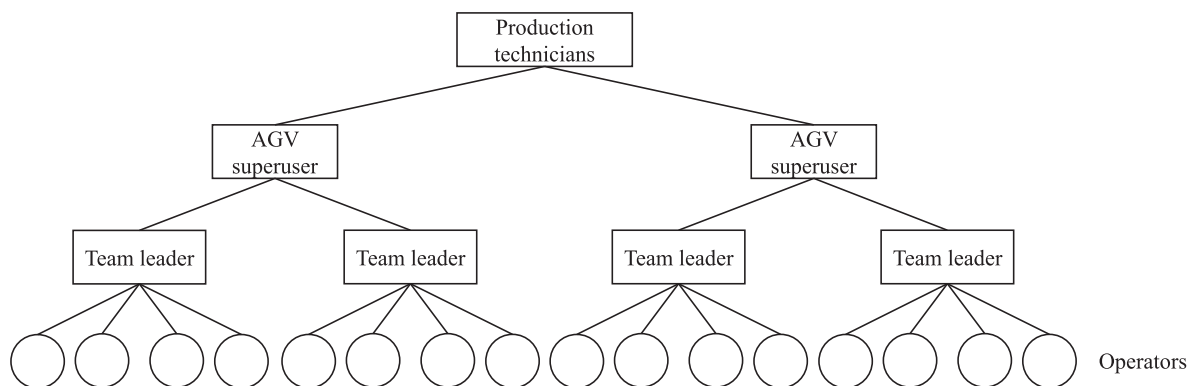 Production
technicians
AGV
superuser
AGV
superuser
Team leader
Team leader
Team leader
Team leader
Operators